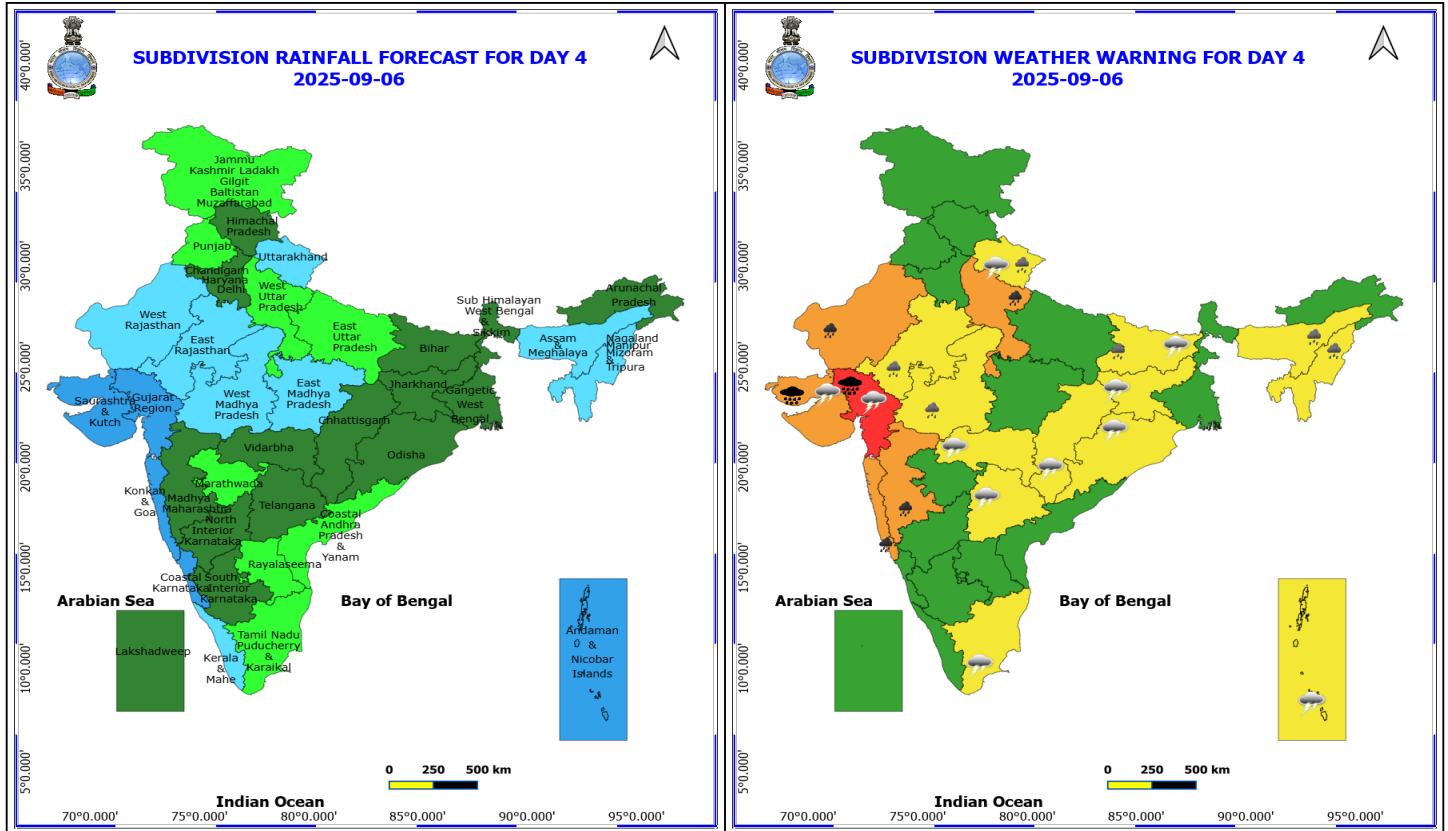 SUBDIVISION RAINFALL FORECAST FOR DAY 4
2025-09-06
40°0.000'
35°0.000'
30°0.000'
25°0.000'
20°0.000'
15°0.000'
10°0.000'
5°0.000'
Jammu
Kashmir Ladakh
Gilgit
Baltistan
Muzaffarabad
Himachal
Pradesh
Punjab
Uttarakhand
Chandigarh
Haryana
Delhi
West
Uttar
Pradesh
Arunachal
Pradesh
Sub Himalayan
West Bengal
&
Sikkim
West
Rajasthan
East
Rajasthan
East
Uttar
Pradesh
Bihar
Assam
&
Meghalaya
Nagaland
Manipur
Mizoram
&
Tripura
Saurashtra
&
Kutch
Gujarat
Region
West
Madhya
Pradesh
East
Madhya
Pradesh
Jharkhand
Gangetic
West
Bengal
Chhattisgarh
Vidarbha
Odisha
Konkan
&
Goa
Madhya
Maharashtra
Marathwada
Telangana
North
Interior
Karnataka
Coastal
Andhra
Pradesh
&
Yanam
Rayalaseema
Coastal
Karnataka
South
Interior
Karnataka
Arabian Sea
Bay of Bengal
Lakshadweep
Kerala
&
Mahe
Tamil Nadu
Puducherry
&
Karaikal
Andaman
&
Nicobar
Islands
0 250 500 km
Indian Ocean
70°0.000' 75°0.000' 80°0.000' 85°0.000' 90°0.000' 95°0.000'
SUBDIVISION WEATHER WARNING FOR DAY 4
2025-09-06
40°0.000'
35°0.000'
30°0.000'
25°0.000'
20°0.000'
15°0.000'
10°0.000'
5°0.000'
Arabian Sea
Bay of Bengal
0 250 500 km
Indian Ocean
70°0.000' 75°0.000' 80°0.000' 85°0.000' 90°0.000' 95°0.000'